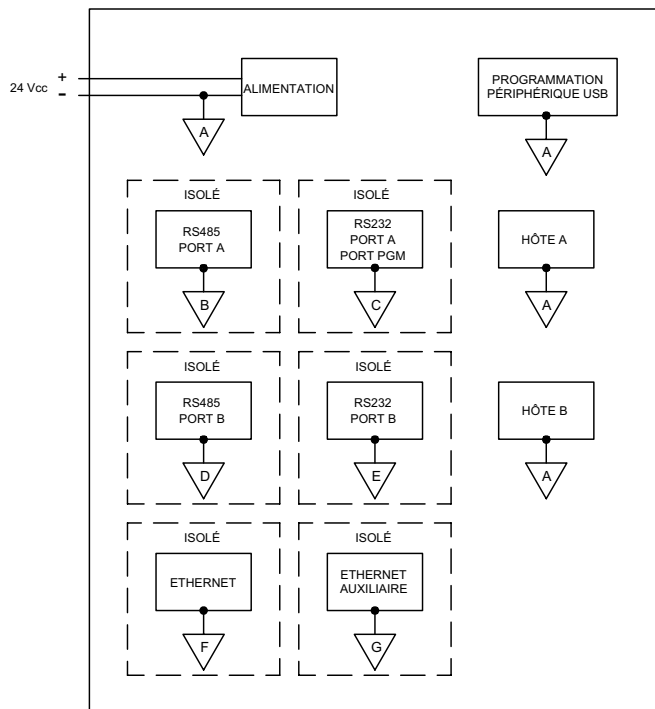 24 Vcc
+
-
ALIMENTATION
A
PROGRAMMATION
PÉRIPHÉRIQUE USB
A
ISOLÉ
RS485
PORT A
B
ISOLÉ
RS232
PORT A
PORT PGM
C
HÔTE A
A
ISOLÉ
RS485
PORT B
D
ISOLÉ
RS232
PORT B
E
HÔTE B
A
ISOLÉ
ETHERNET
F
ISOLÉ
ETHERNET
AUXILIAIRE
G